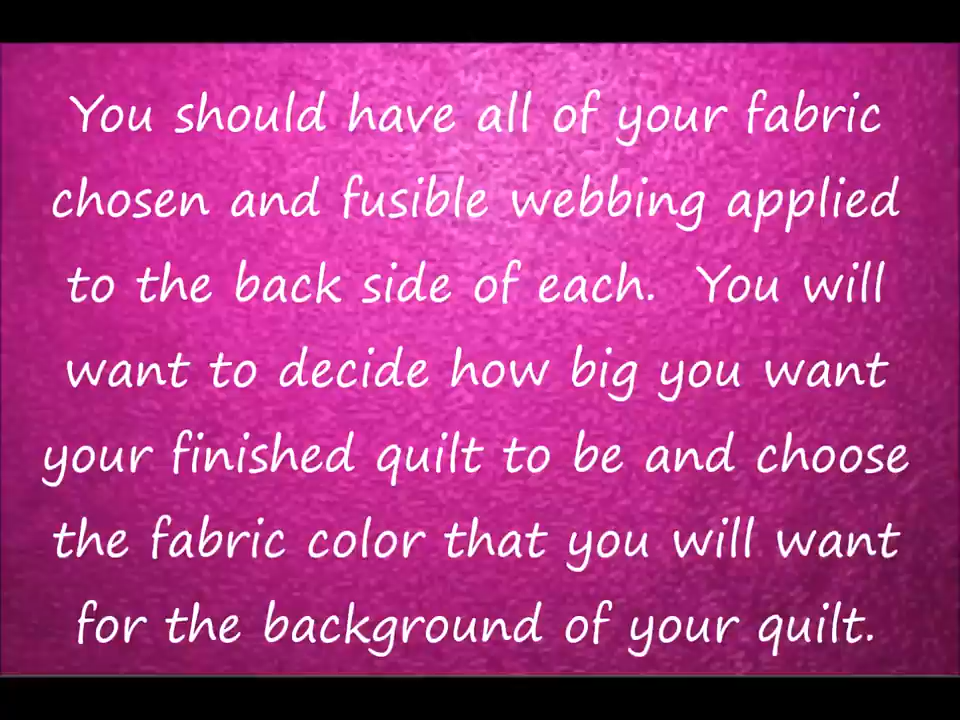 You should have all of your fabric
chosen and fusible webbing applied
to the back side of each.  You will
want to decide how big you want
your finished quilt to be and choose
the fabric color that you will want
for the background of your quilt.